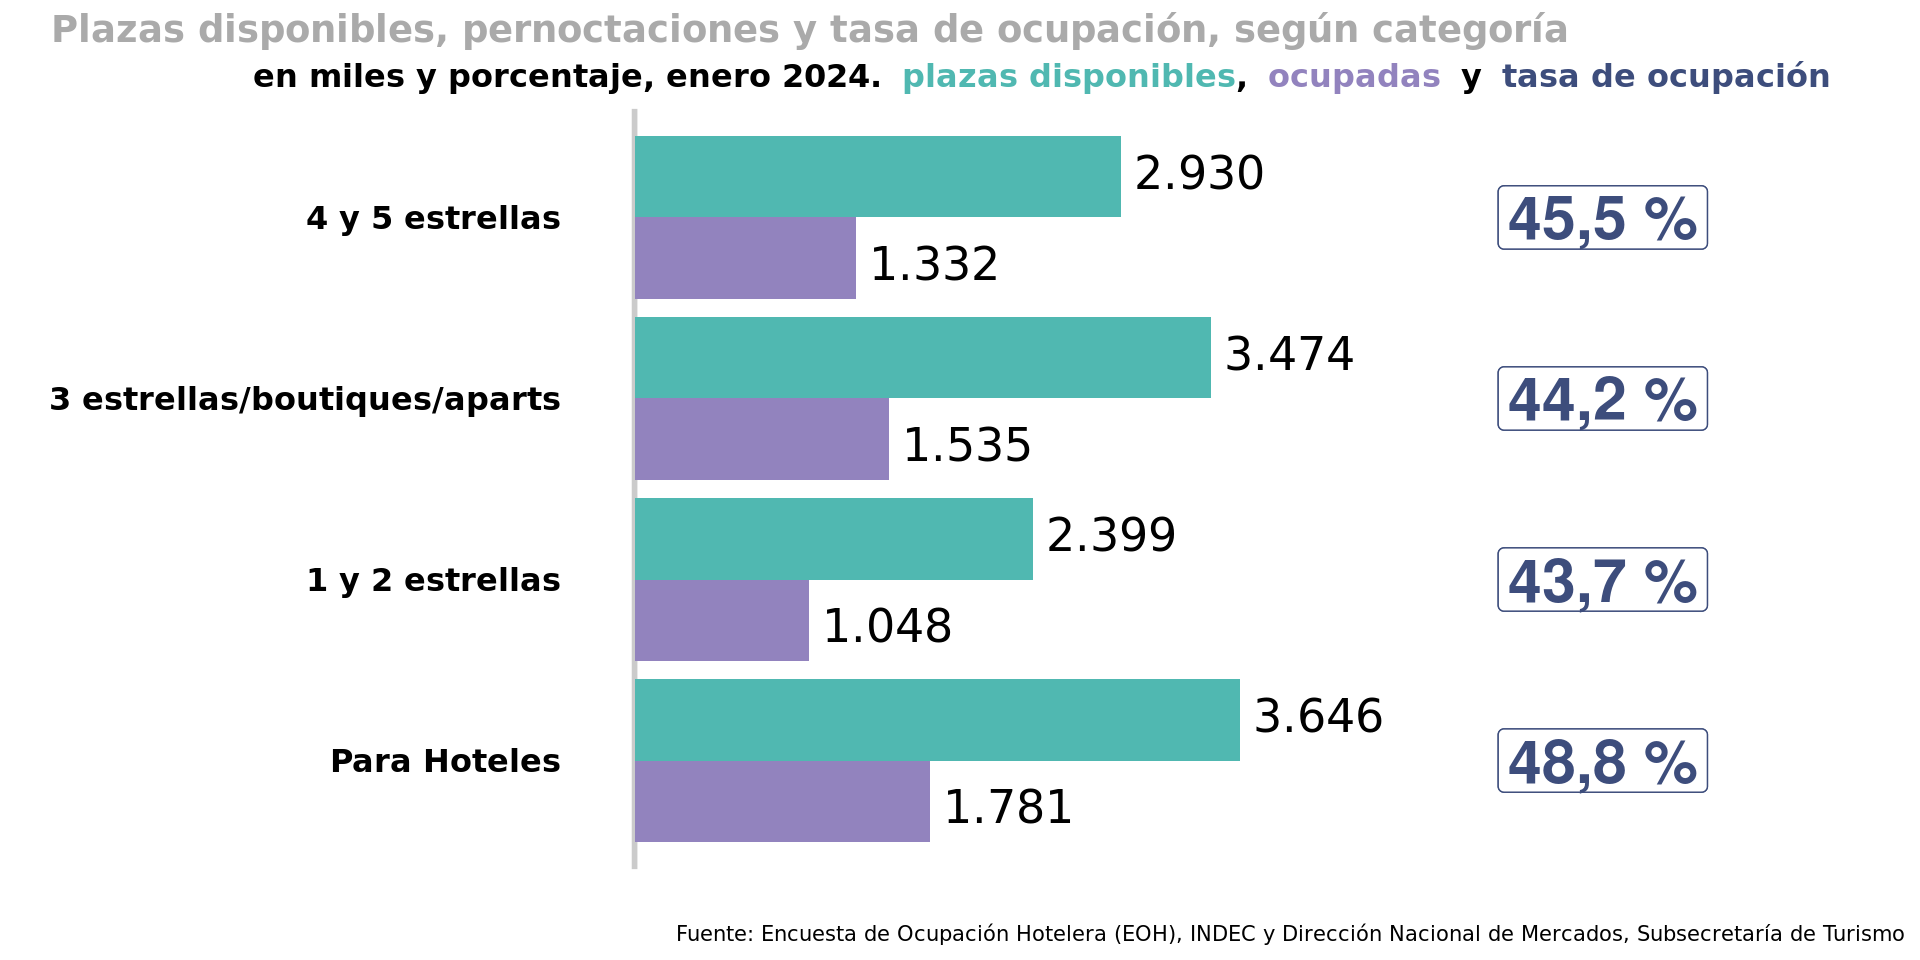 Plazas disponibles, pernoctaciones y tasa de ocupación, según categoría
en miles y porcentaje, enero 2024. plazas disponibles, ocupadas y tasa de ocupación
4 y 5 estrellas
2.930
1.332
45,5 %
3 estrellas/boutiques/aparts
3.474
1.535
44,2 %
1 y 2 estrellas
2.399
1.048
43,7 %
Para Hoteles
3.646
1.781
48,8 %
Fuente: Encuesta de Ocupación Hotelera (EOH), INDEC y Dirección Nacional de Mercados, Subsecretaría de Turismo